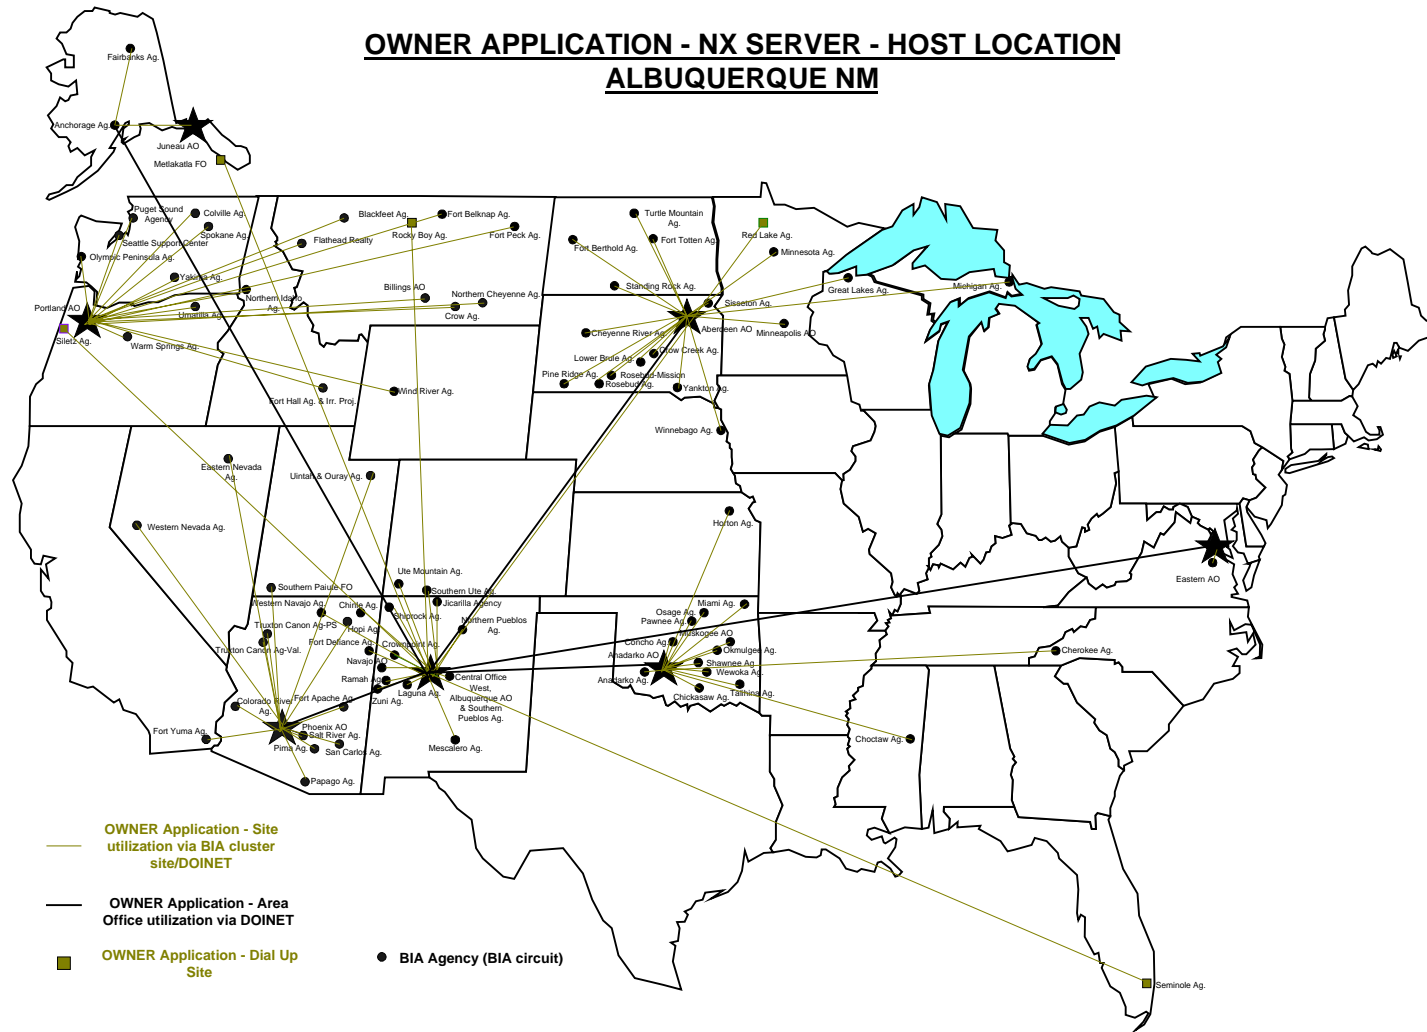 OWNER APPLICATION - NX SERVER - HOST LOCATION
ALBUQUERQUE NM
Fairbanks Ag.
Anchorage Ag.
Juneau AO
Metlakatla FO
Puget Sound
Agency
Colville Ag.
Spokane Ag.
Seattle Support Center
Olympic Peninsula Ag.
Yakima Ag.
Portland AO
Northern Idaho
Ag.
Umatilla Ag.
Siletz Ag.
Warm Springs Ag.
Blackfeet Ag.
Fort Belknap Ag.
Flathead Realty
Rocky Boy Ag.
Fort Peck Ag.
Billings AO
Northern Cheyenne Ag.
Crow Ag.
Fort Hall Ag. & Irr. Proj.
Wind River Ag.
Turtle Mountain
Ag.
Fort Berthold Ag.
Fort Totten Ag.
Red Lake Ag.
Minnesota Ag.
Standing Rock Ag.
Great Lakes Ag.
Michigan Ag.
Sisseton Ag.
Cheyenne River Ag.
Aberdeen AO
Minneapolis AO
Crow Creek Ag.
Lower Brule Ag.
Pine Ridge Ag.
Rosebud-Mission
Rosebud Ag.
Yankton Ag.
Winnebago Ag.
Eastern Nevada
Ag.
Uintah & Ouray Ag.
Western Nevada Ag.
Horton Ag.
Eastern AO
Southern Paiute FO
Ute Mountain Ag.
Southern Ute Ag.
Western Navajo Ag.
Chinle Ag.
Jicarilla Agency
Shiprock Ag.
Northern Pueblos
Ag.
Truxton Canon Ag-PS
Hopi Ag.
Truxton Canon Ag-Val.
Fort Defiance Ag.
Crownpoint Ag.
Navajo AO
Ramah Ag.
Zuni Ag.
Laguna Ag.
Central Office
West,
Albuquerque AO
& Southern
Pueblos Ag.
Colorado River
Ag.
Fort Apache Ag.
Phoenix AO
Salt River Ag.
Fort Yuma Ag.
Pima Ag.
San Carlos Ag.
Papago Ag.
Mescalero Ag.
Miami Ag.
Osage Ag.
Pawnee Ag.
Muskogee AO
Concho Ag.
Okmulgee Ag.
Anadarko AO
Shawnee Ag.
Anadarko Ag.
Wewoka Ag.
Talihina Ag.
Chickasaw Ag.
Cherokee Ag.
Choctaw Ag.
Seminole Ag.
OWNER Application - Site
utilization via BIA cluster
site/DOINET
OWNER Application - Area
Office utilization via DOINET
OWNER Application - Dial Up
Site
BIA Agency (BIA circuit)